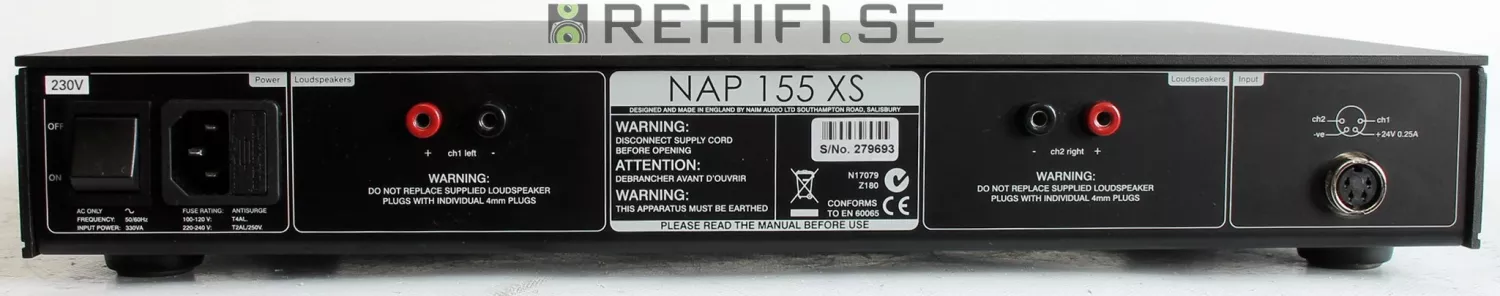 REHIFI.SE
230V
Power
OFF
ON
AC ONLY
FREQUENCY: 50/60Hz
INPUT POWER: 330VA
FUSE RATING: ANTISURGE
100-120 V: T4AL.
220-240 V: T2AL/250V.
Loudspeakers
+ ch1 left -
WARNING:
DO NOT REPLACE SUPPLIED LOUDSPEAKER
PLUGS WITH INDIVIDUAL 4mm PLUGS
NAP 155 XS
DESIGNED AND MADE IN ENGLAND BY NAIM AUDIO LTD SOUTHAMPTON ROAD, SALISBURY
WARNING:
DISCONNECT SUPPLY CORD
BEFORE OPENING
ATTENTION:
DEBRANCHER AVANT D'OUVRIR
WARNING:
THIS APPARATUS MUST BE EARTHED
S/No. 279693
N17079
Z180
CONFORMS
TO EN 60065
PLEASE READ THE MANUAL BEFORE USE
Loudspeakers
- ch2 right +
WARNING:
DO NOT REPLACE SUPPLIED LOUDSPEAKER
PLUGS WITH INDIVIDUAL 4mm PLUGS
Input
ch2 ch1
-ve +24V 0.25A